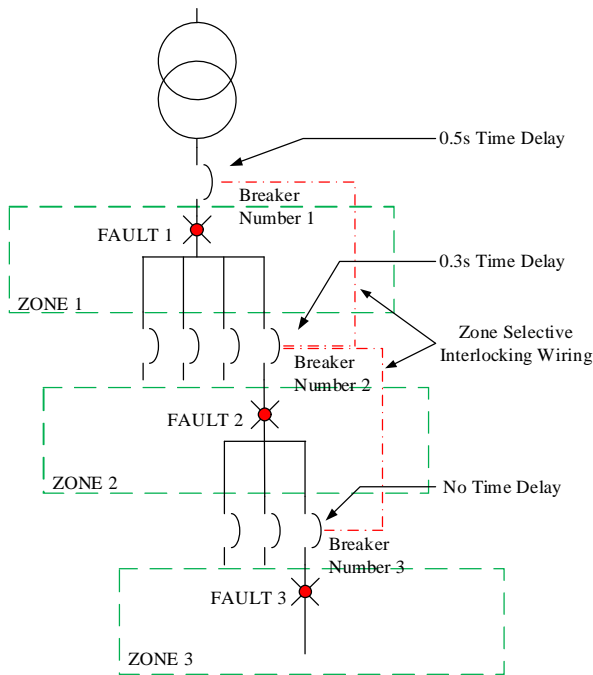 0.5s Time Delay
Breaker
Number 1
FAULT 1
0.3s Time Delay
ZONE 1
Zone Selective
Interlocking Wiring
Breaker
Number 2
FAULT 2
ZONE 2
No Time Delay
Breaker
Number 3
FAULT 3
ZONE 3